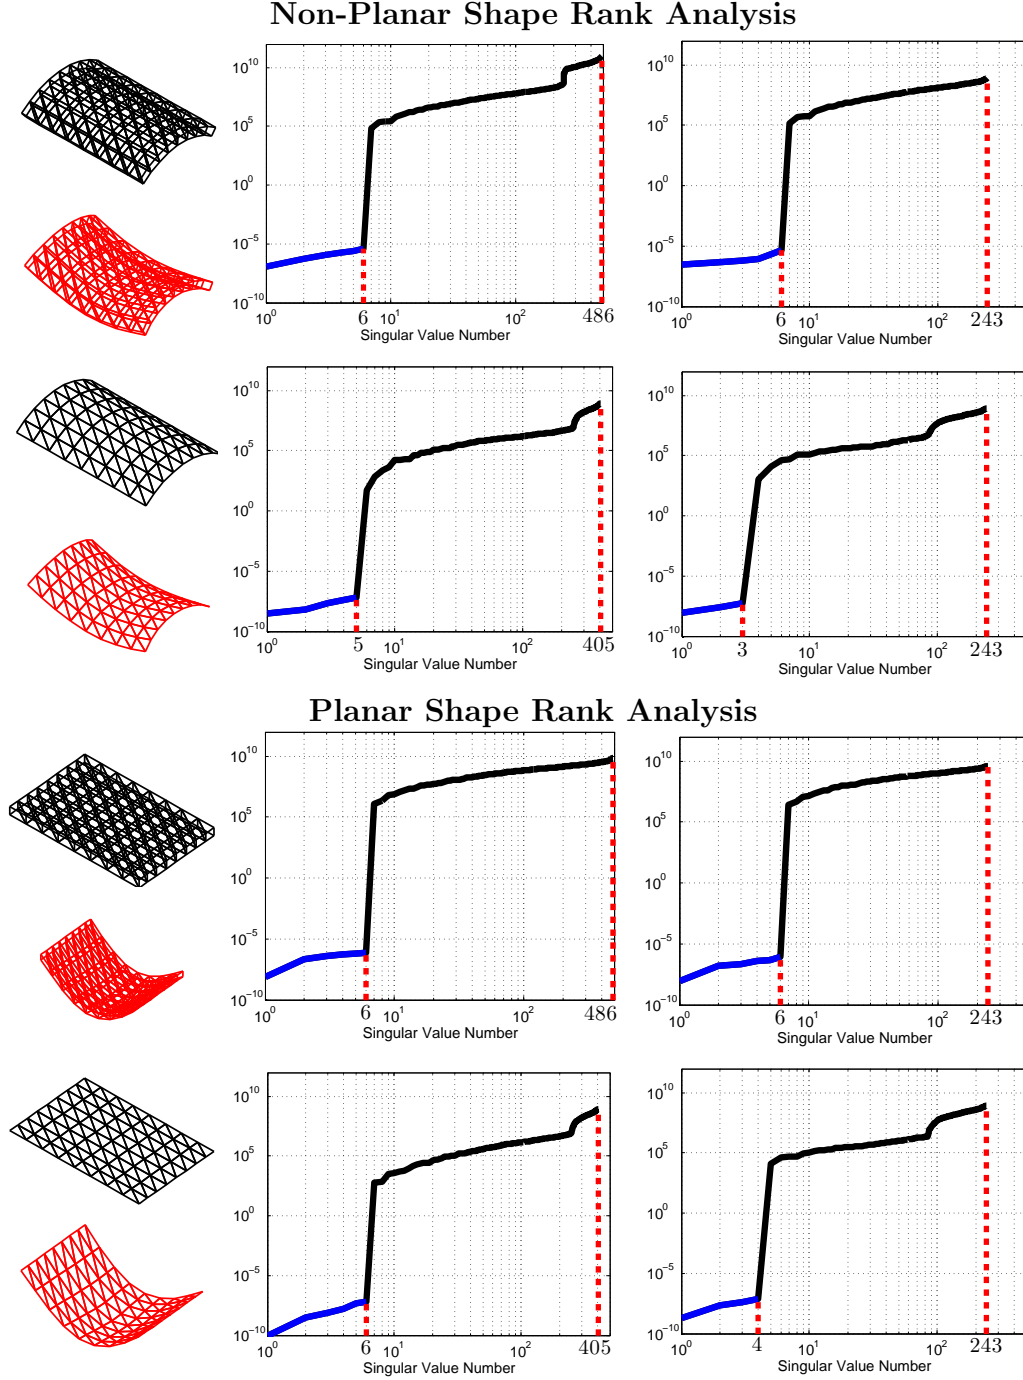 Non-Planar Shape Rank Analysis
10^10
10^5
10^0
10^-5
10^-10
10^0 6 10^1 10^2 486
Singular Value Number
10^10
10^5
10^0
10^-5
10^-10
10^0 6 10^1 10^2 243
Singular Value Number
10^10
10^5
10^0
10^-5
10^-10
10^0 5 10^1 10^2 405
Singular Value Number
10^10
10^5
10^0
10^-5
10^-10
10^0 3 10^1 10^2 243
Singular Value Number
Planar Shape Rank Analysis
10^10
10^5
10^0
10^-5
10^-10
10^0 6 10^1 10^2 486
Singular Value Number
10^10
10^5
10^0
10^-5
10^-10
10^0 6 10^1 10^2 243
Singular Value Number
10^10
10^5
10^0
10^-5
10^-10
10^0 6 10^1 10^2 405
Singular Value Number
10^10
10^5
10^0
10^-5
10^-10
10^0 4 10^1 10^2 243
Singular Value Number